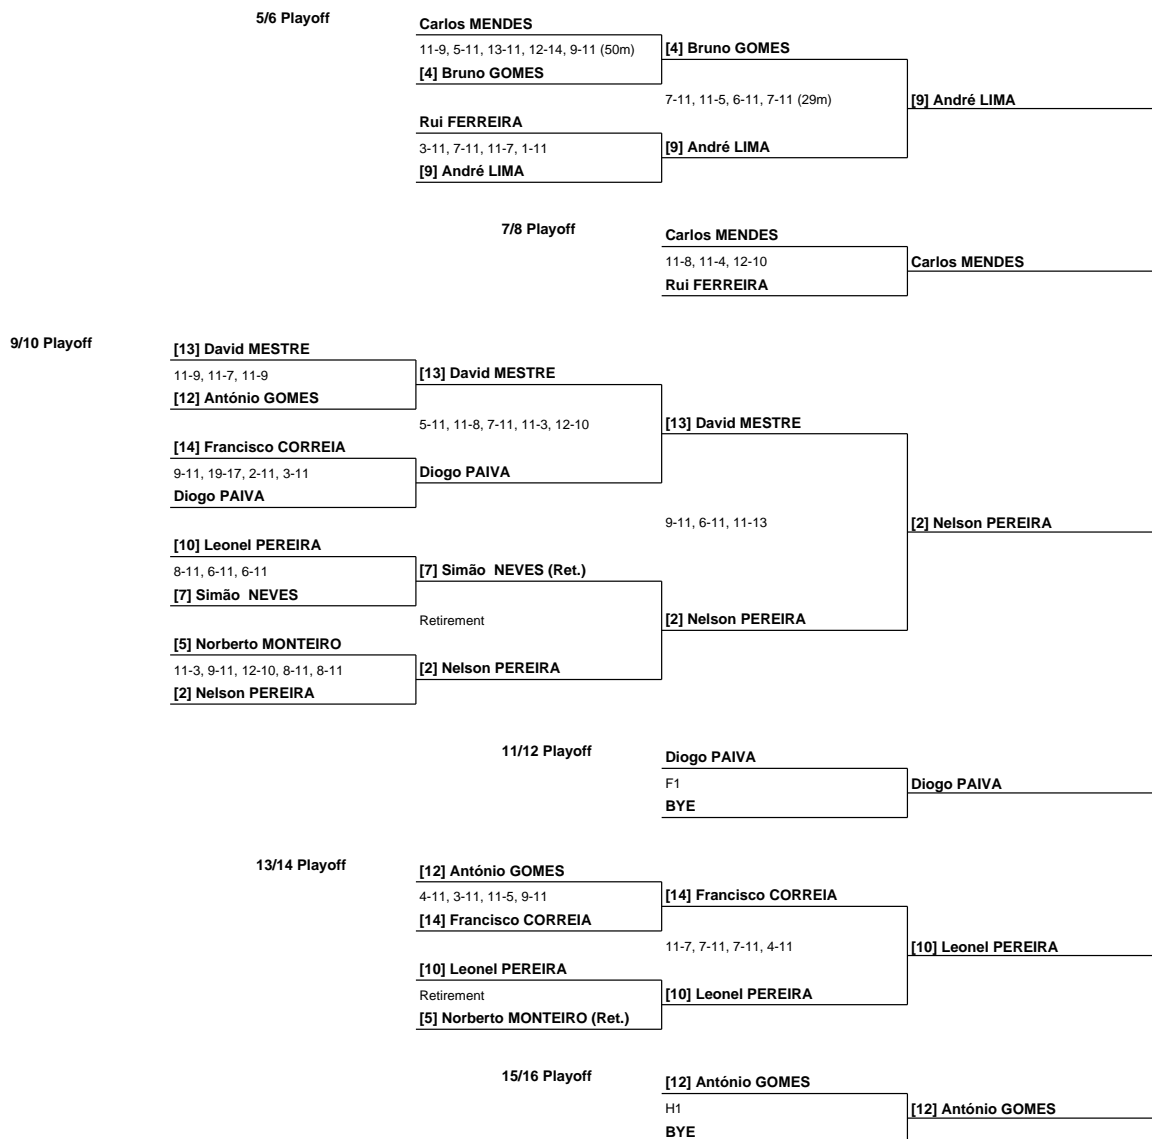 5/6 Playoff
Carlos MENDES
11-9, 5-11, 13-11, 12-14, 9-11 (50m)
[4] Bruno GOMES
[4] Bruno GOMES
7-11, 11-5, 6-11, 7-11 (29m)
[9] André LIMA
Rui FERREIRA
3-11, 7-11, 11-7, 1-11
[9] André LIMA
[9] André LIMA
7/8 Playoff
Carlos MENDES
11-8, 11-4, 12-10
Carlos MENDES
Rui FERREIRA
9/10 Playoff
[13] David MESTRE
11-9, 11-7, 11-9
[13] David MESTRE
[12] António GOMES
5-11, 11-8, 7-11, 11-3, 12-10
[13] David MESTRE
[14] Francisco CORREIA
9-11, 19-17, 2-11, 3-11
Diogo PAIVA
Diogo PAIVA
9-11, 6-11, 11-13
[2] Nelson PEREIRA
[10] Leonel PEREIRA
8-11, 6-11, 6-11
[7] Simão  NEVES (Ret.)
[7] Simão  NEVES
Retirement
[2] Nelson PEREIRA
[5] Norberto MONTEIRO
11-3, 9-11, 12-10, 8-11, 8-11
[2] Nelson PEREIRA
[2] Nelson PEREIRA
11/12 Playoff
Diogo PAIVA
F1
Diogo PAIVA
BYE
13/14 Playoff
[12] António GOMES
4-11, 3-11, 11-5, 9-11
[14] Francisco CORREIA
[14] Francisco CORREIA
11-7, 7-11, 7-11, 4-11
[10] Leonel PEREIRA
[10] Leonel PEREIRA
Retirement
[10] Leonel PEREIRA
[5] Norberto MONTEIRO (Ret.)
15/16 Playoff
[12] António GOMES
H1
[12] António GOMES
BYE